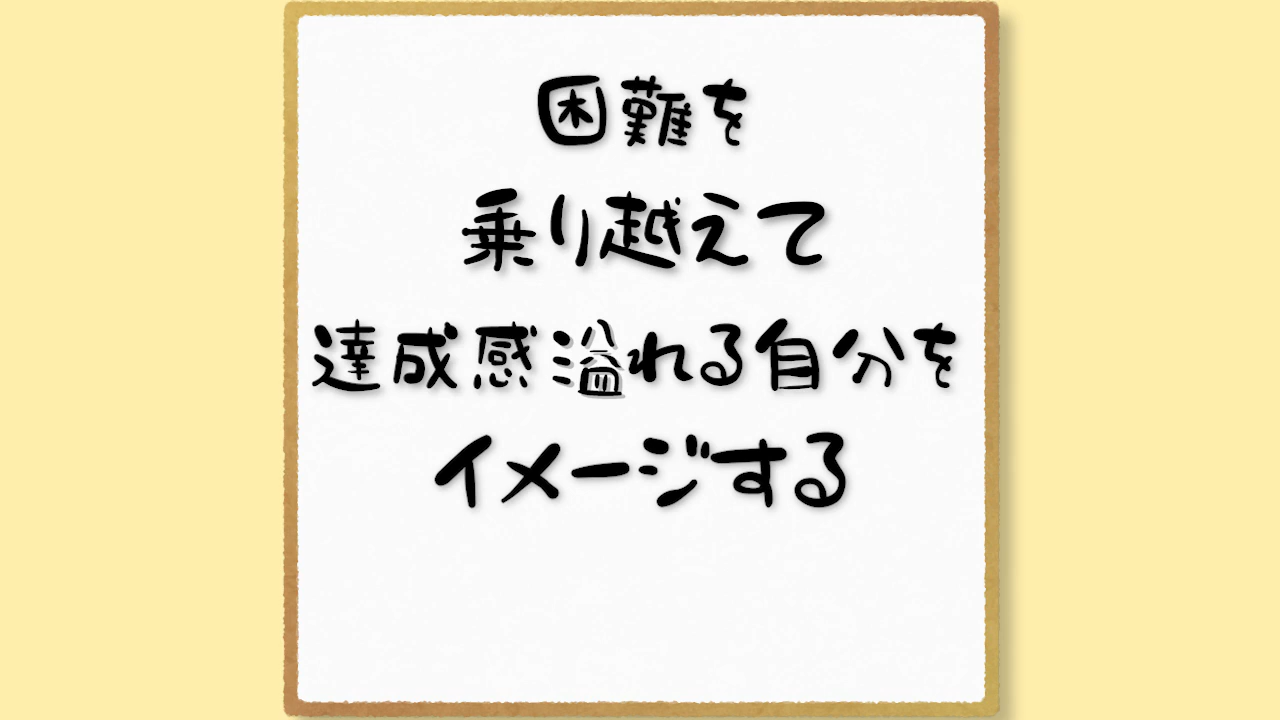 困難を
乗り越えて
達成感溢れる自分を
イメージする